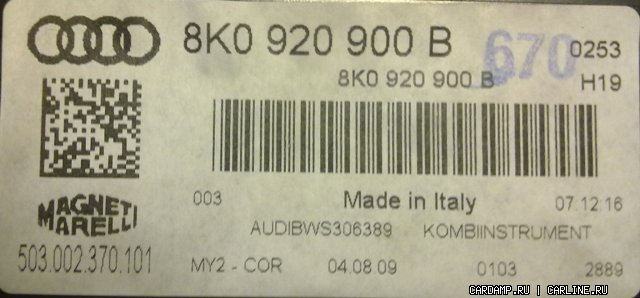 8K0 920 900 B 670 0253
8K0 920 900 B H19
003 Made in Italy 07.12.16
MAGNETI
MARELLI
AUDIBWS306389 KOMBIINSTRUMENT
503.002.370.101
MY2 - COR 04.08.09 0103 2889
CARDAMP.RU | CARLINE.RU